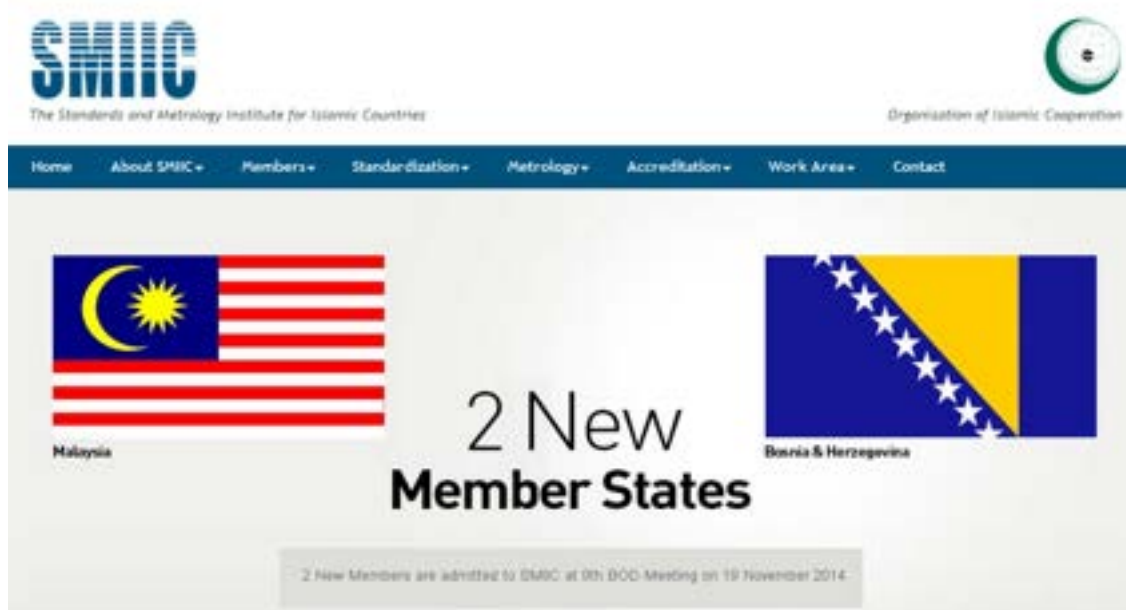 SMIIC
The Standards and Metrology Institute for Islamic Countries
Organisation of Islamic Cooperation
Home About SMIIC Members Standardization Metrology Accreditation Work Area Contact
Malaysia
Bosnia & Herzegovina
2 New
Member States
2 New Members are admitted to SMIIC at BOD Meeting on 19 November 2014